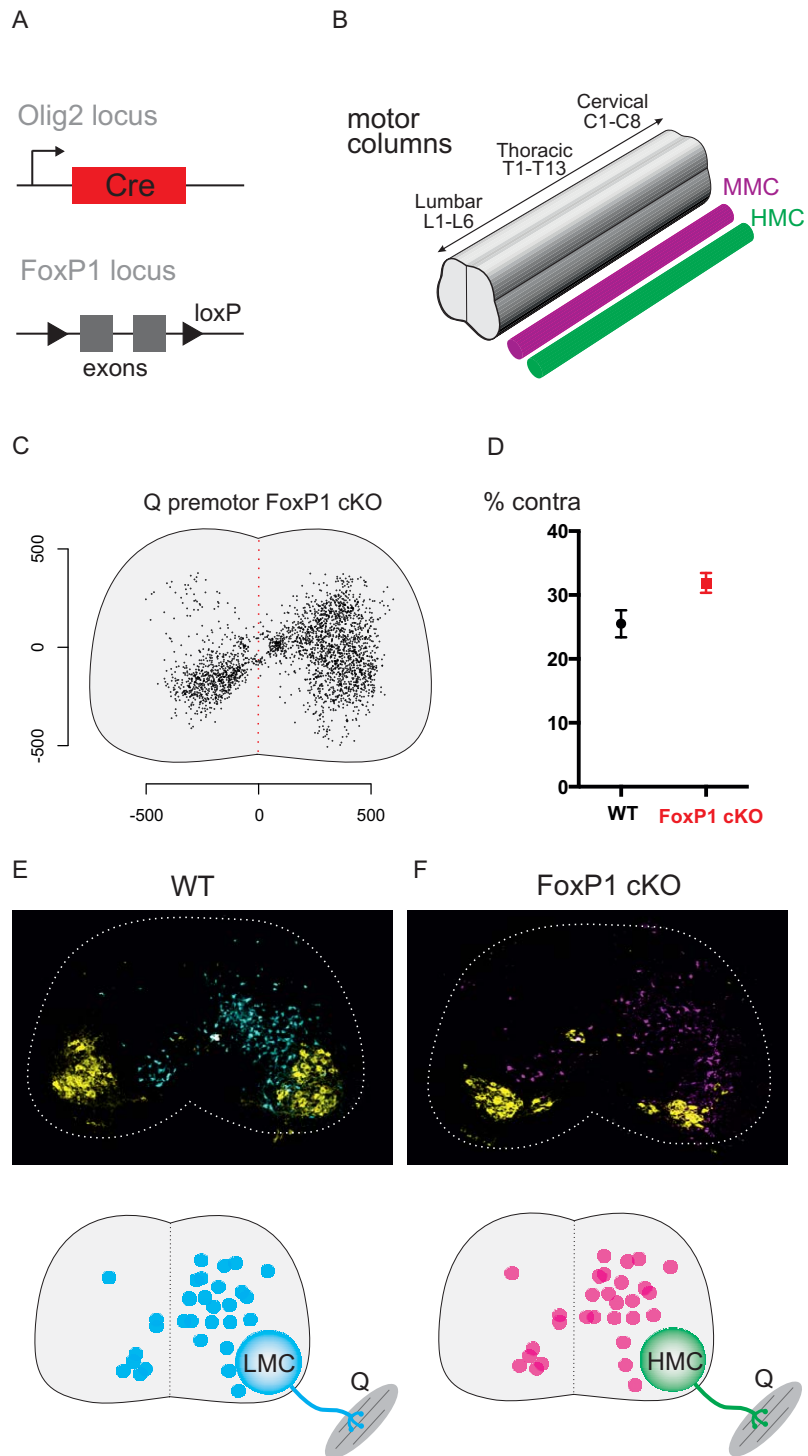 A
B
Olig2 locus
Cre
FoxP1 locus
loxP
exons
motor
columns
Cervical
C1-C8
Thoracic
T1-T13
Lumbar
L1-L6
MMC
HMC
C
Q premotor FoxP1 cKO
500
0
-500
-500
0
500
D
% contra
40
30
20
10
0
WT
FoxP1 cKO
E
WT
F
FoxP1 cKO
LMC
Q
HMC
Q